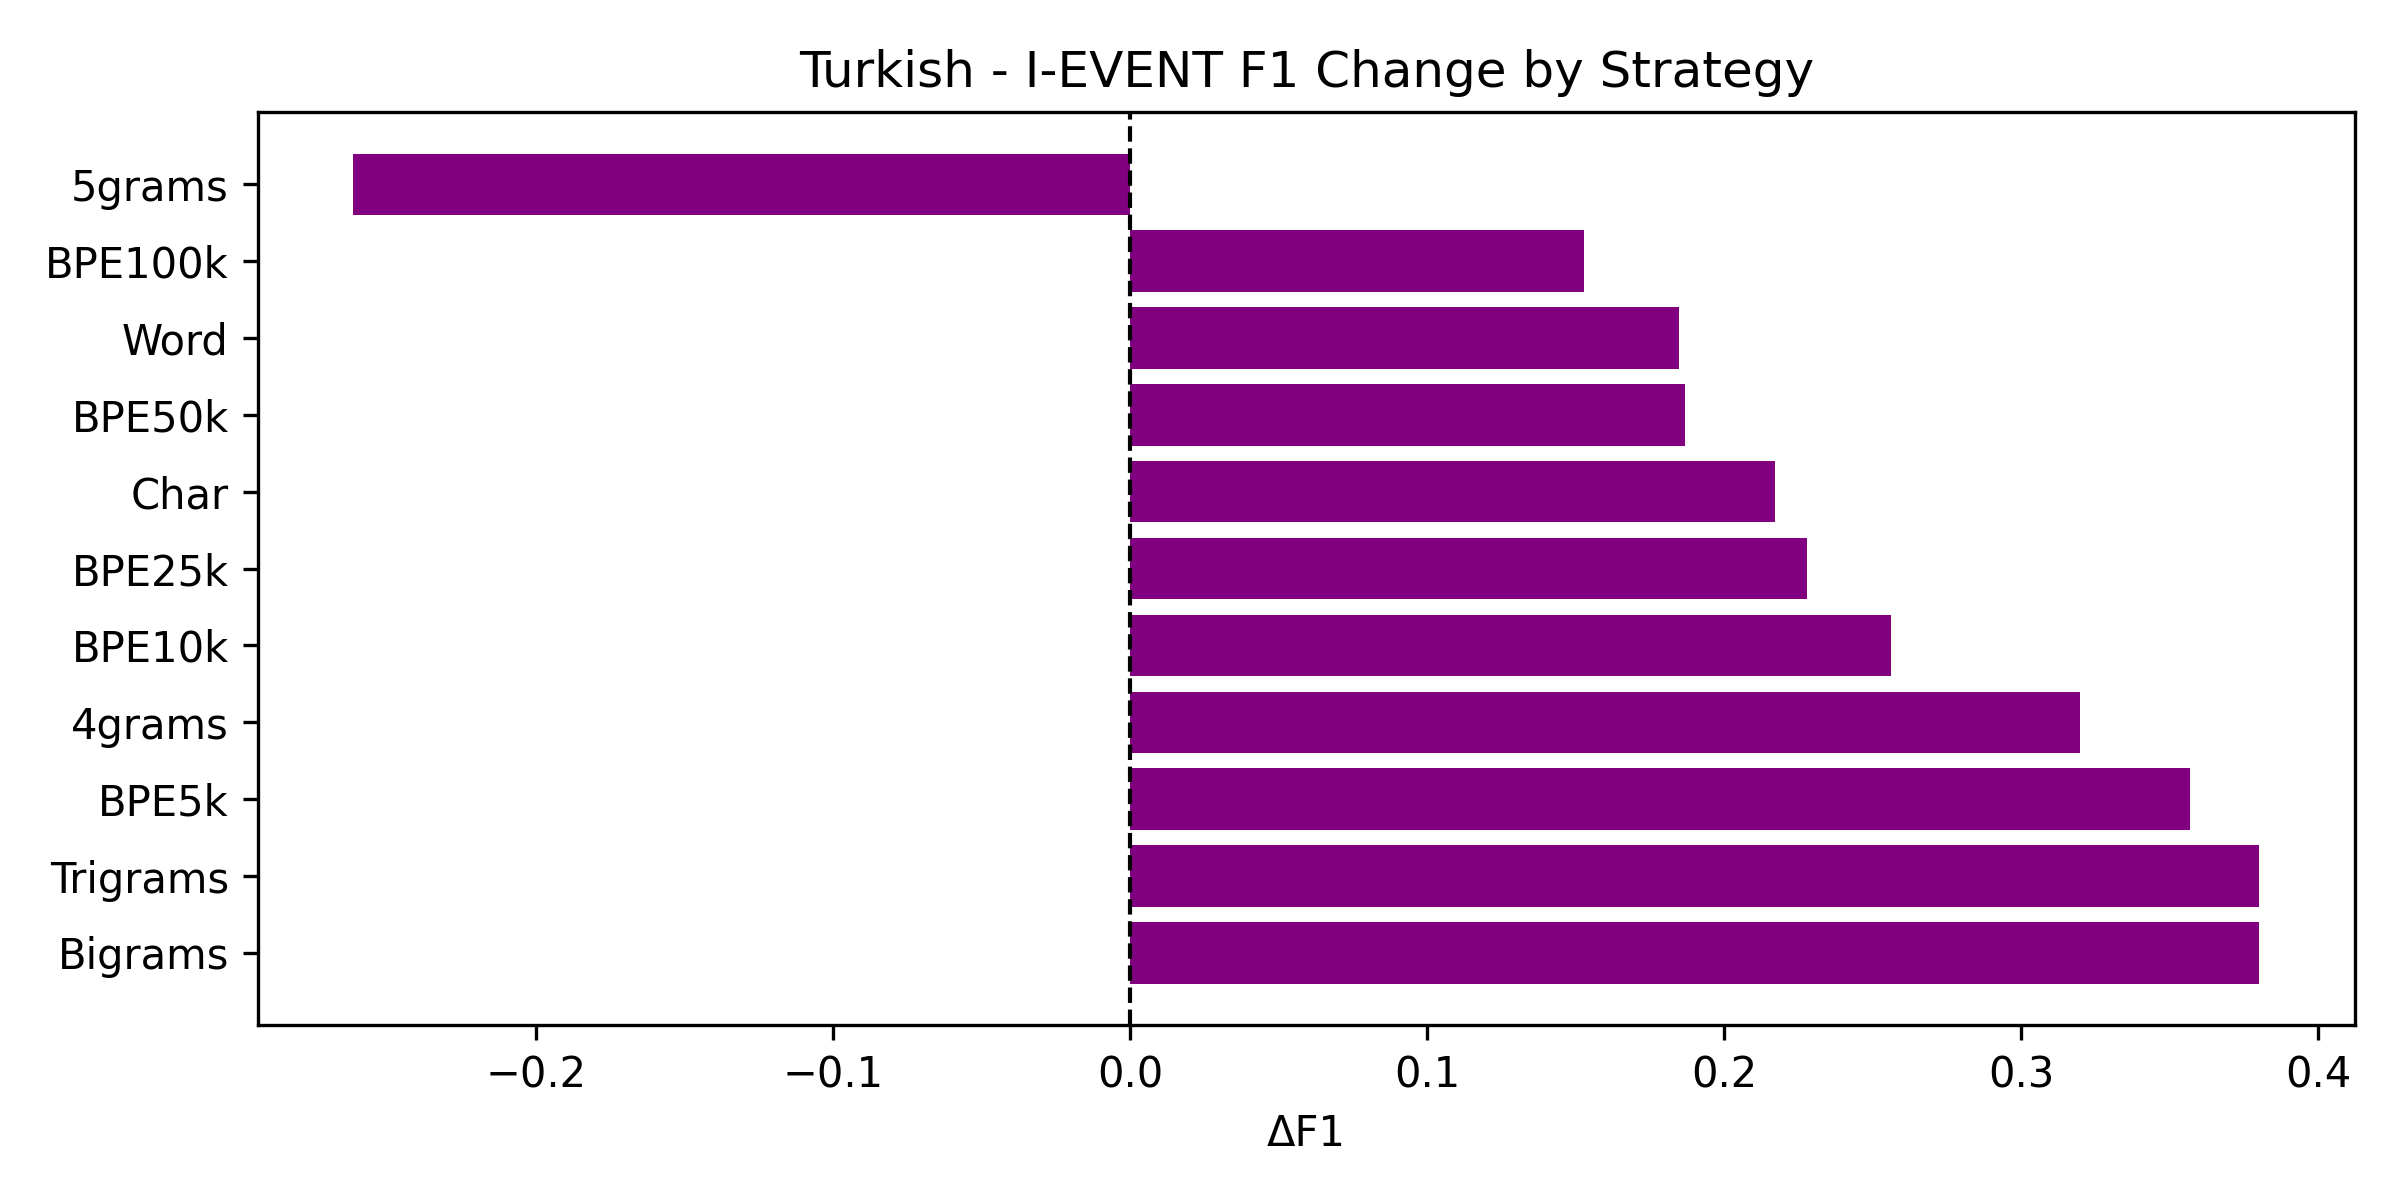 Turkish - I-EVENT F1 Change by Strategy
5grams
BPE100k
Word
BPE50k
Char
BPE25k
BPE10k
4grams
BPE5k
Trigrams
Bigrams
−0.2 −0.1 0.0 0.1 0.2 0.3 0.4
ΔF1